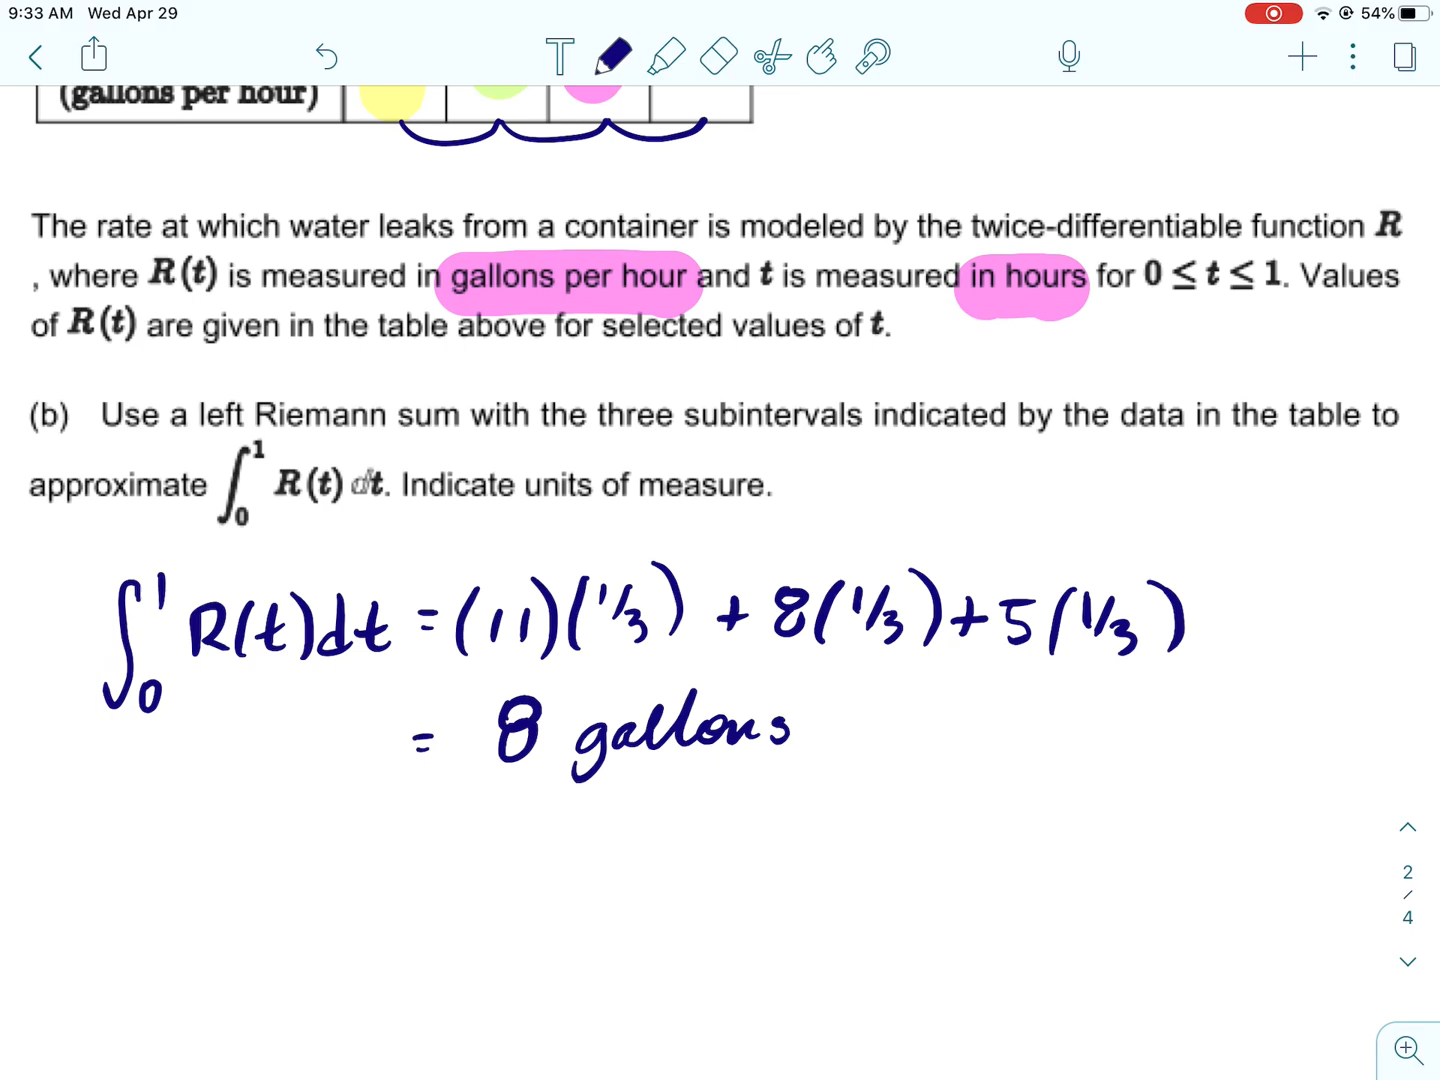 9:33 AM Wed Apr 29
54%
(gallons per hour)
The rate at which water leaks from a container is modeled by the twice-differentiable function R
, where R(t) is measured in gallons per hour and t is measured in hours for 0 ≤ t ≤ 1. Values
of R(t) are given in the table above for selected values of t.
(b) Use a left Riemann sum with the three subintervals indicated by the data in the table to
approximate ∫₀¹ R(t) dt. Indicate units of measure.
∫₀¹ R(t)dt = (11)(1/3) + 8(1/3) + 5(1/3)
= 8 gallons
2
/
4